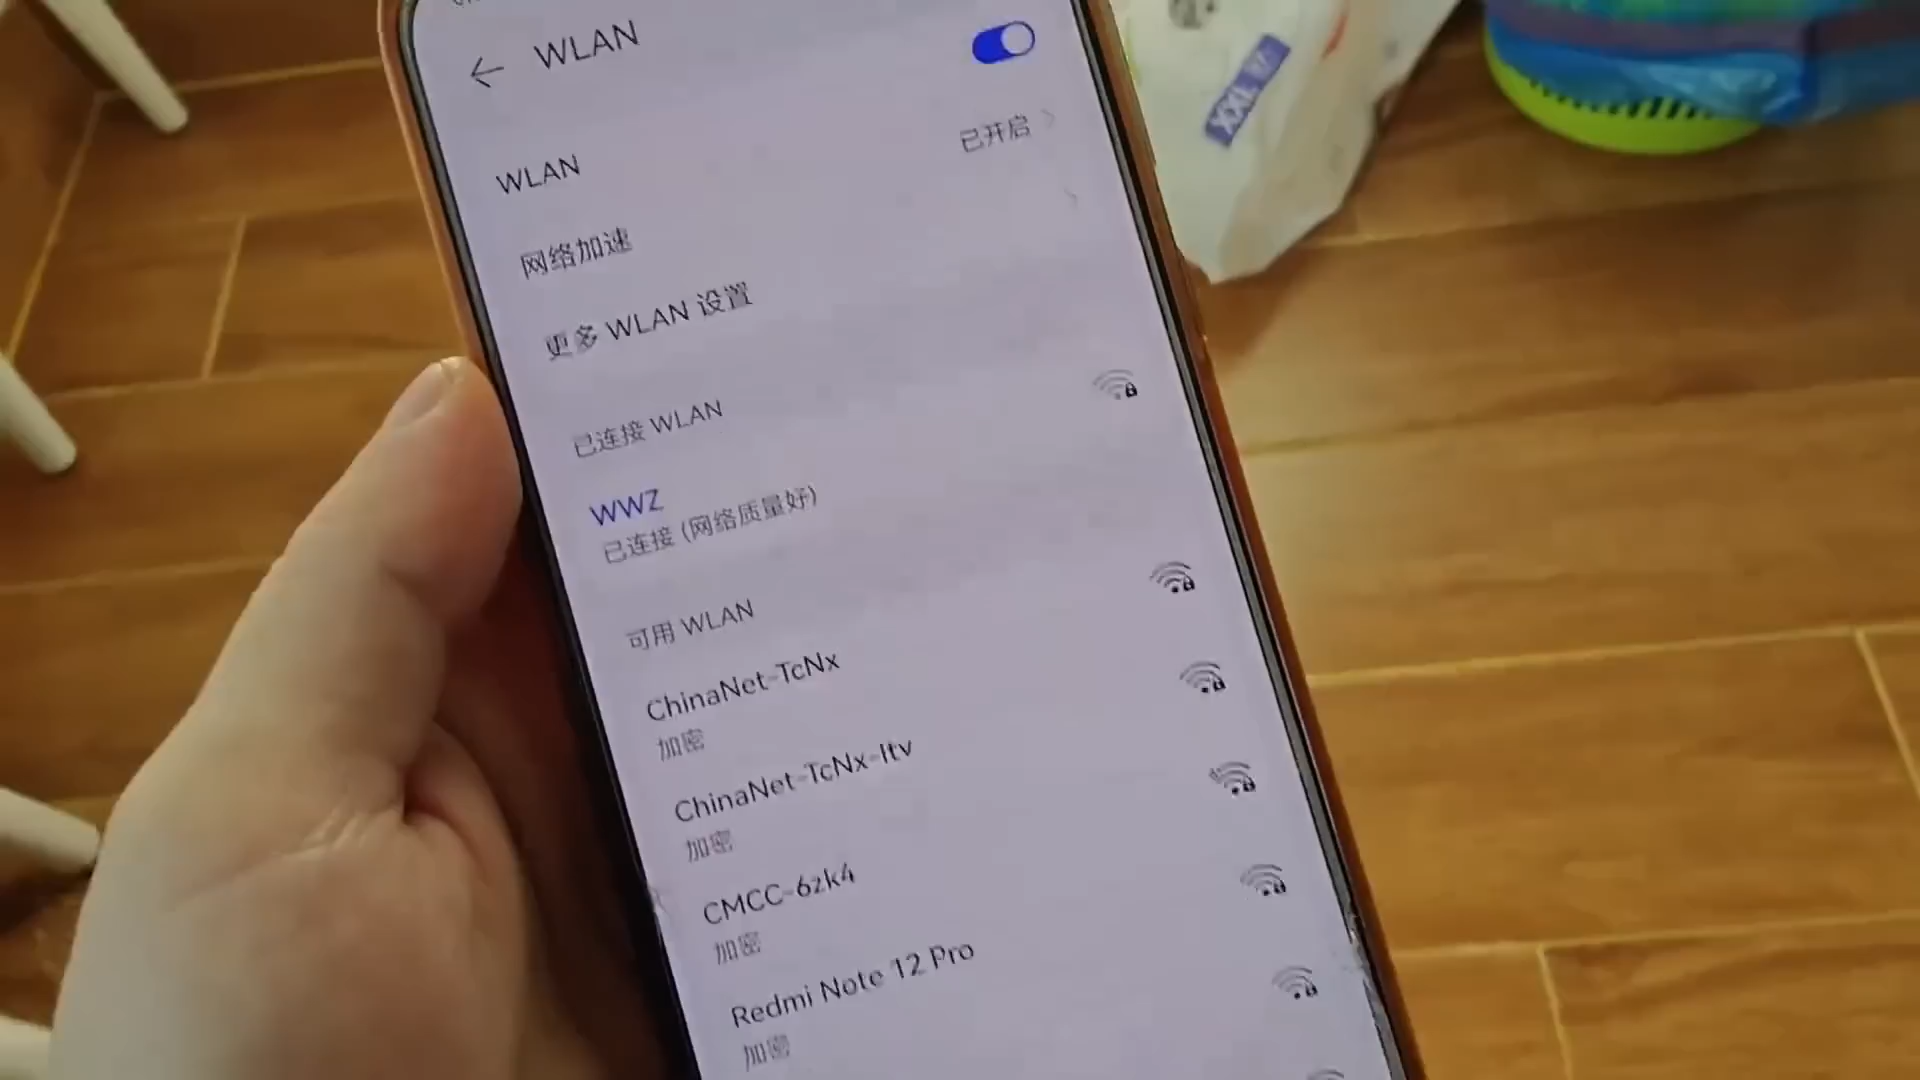 WLAN
WLAN
网络加速
已开启
更多 WLAN 设置
已连接 WLAN
WWZ
已连接 (网络质量好)
可用 WLAN
ChinaNet-TcNx
加密
ChinaNet-TcNx-Itv
加密
CMCC-6zk4
加密
Redmi Note 12 Pro
加密
XXL